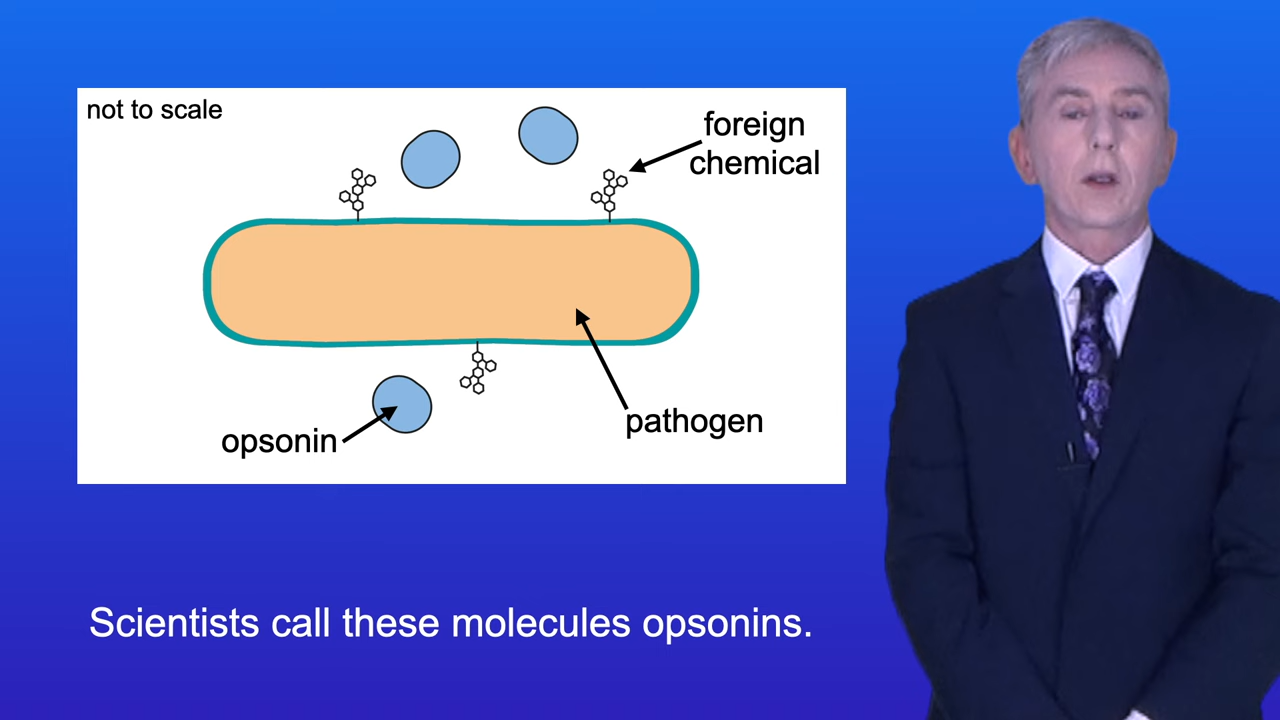 not to scale
foreign
chemical
opsonin
pathogen
Scientists call these molecules opsonins.